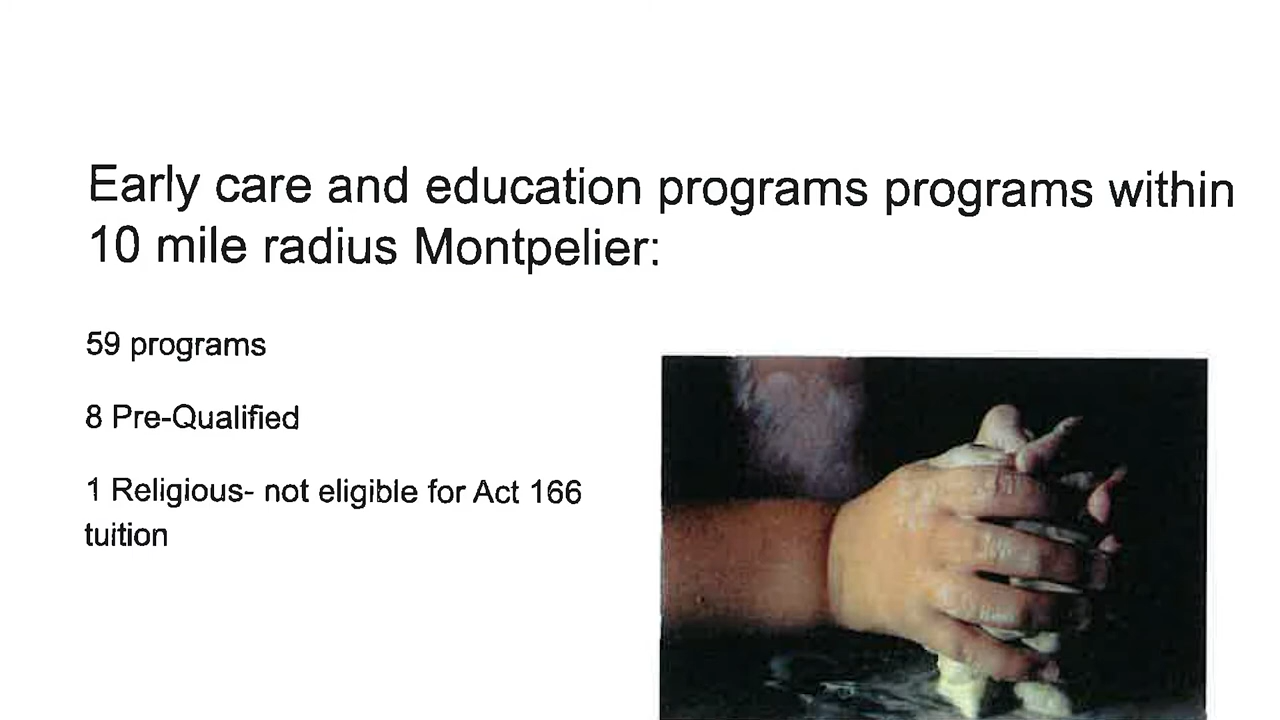 Early care and education programs programs within
10 mile radius Montpelier:
59 programs
8 Pre-Qualified
1 Religious- not eligible for Act 166
tuition